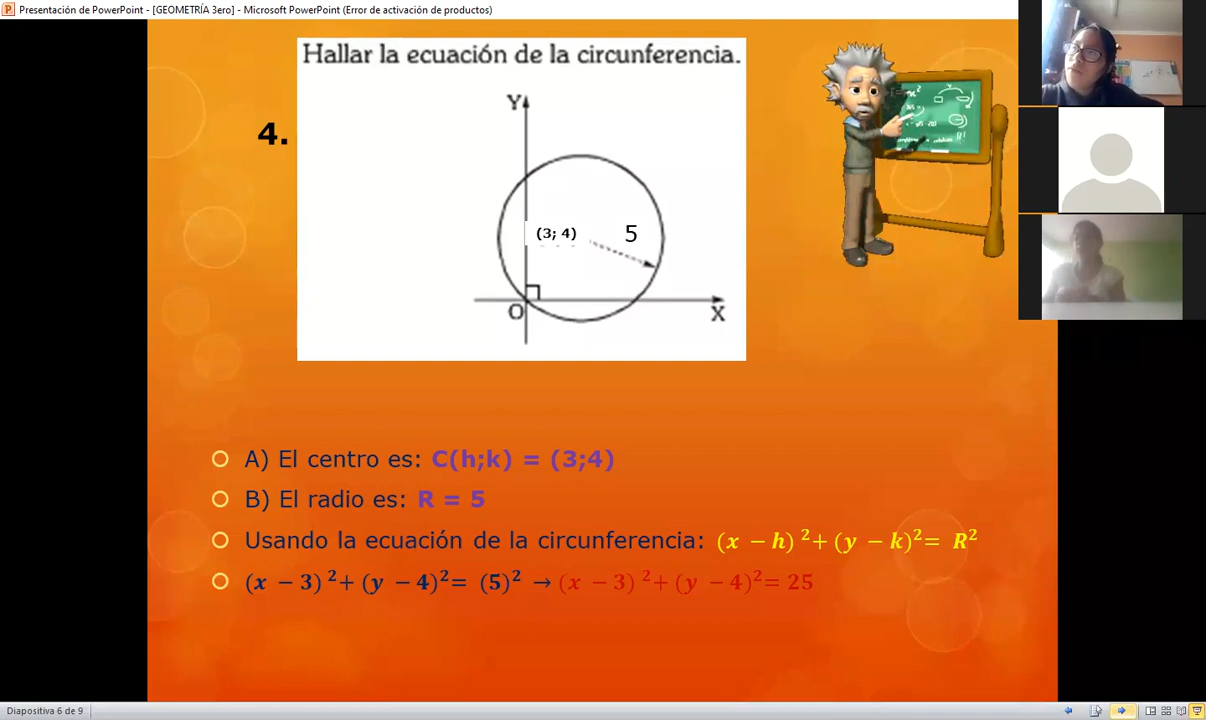 Presentación de PowerPoint - [GEOMETRÍA 3ero] - Microsoft PowerPoint (Error de activación de productos)
Hallar la ecuación de la circunferencia.
4.
Y
(3; 4)
5
O
X
A) El centro es: C(h;k) = (3;4)
B) El radio es: R = 5
Usando la ecuación de la circunferencia: (x − h)²+ (y − k)²= R²
(x − 3)²+ (y − 4)²= (5)² → (x − 3)²+ (y − 4)²= 25
Diapositiva 6 de 9